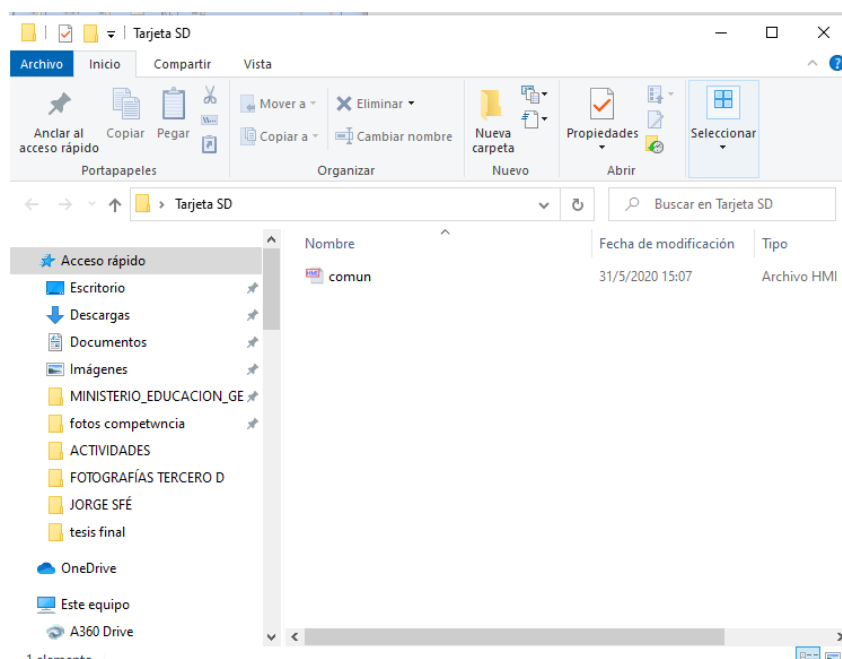 Tarjeta SD
Archivo Inicio Compartir Vista
Anclar al acceso rápido
Copiar
Pegar
Portapapeles
Mover a
Copiar a
Eliminar
Cambiar nombre
Organizar
Nueva carpeta
Nuevo
Propiedades
Abrir
Seleccionar
Tarjeta SD
Buscar en Tarjeta SD
Nombre Fecha de modificación Tipo
comun 31/5/2020 15:07 Archivo HMI
Acceso rápido
Escritorio
Descargas
Documentos
Imágenes
MINISTERIO_EDUCACION_GE
fotos competwncia
ACTIVIDADES
FOTOGRAFÍAS TERCERO D
JORGE SFÉ
tesis final
OneDrive
Este equipo
A360 Drive
1 elemento